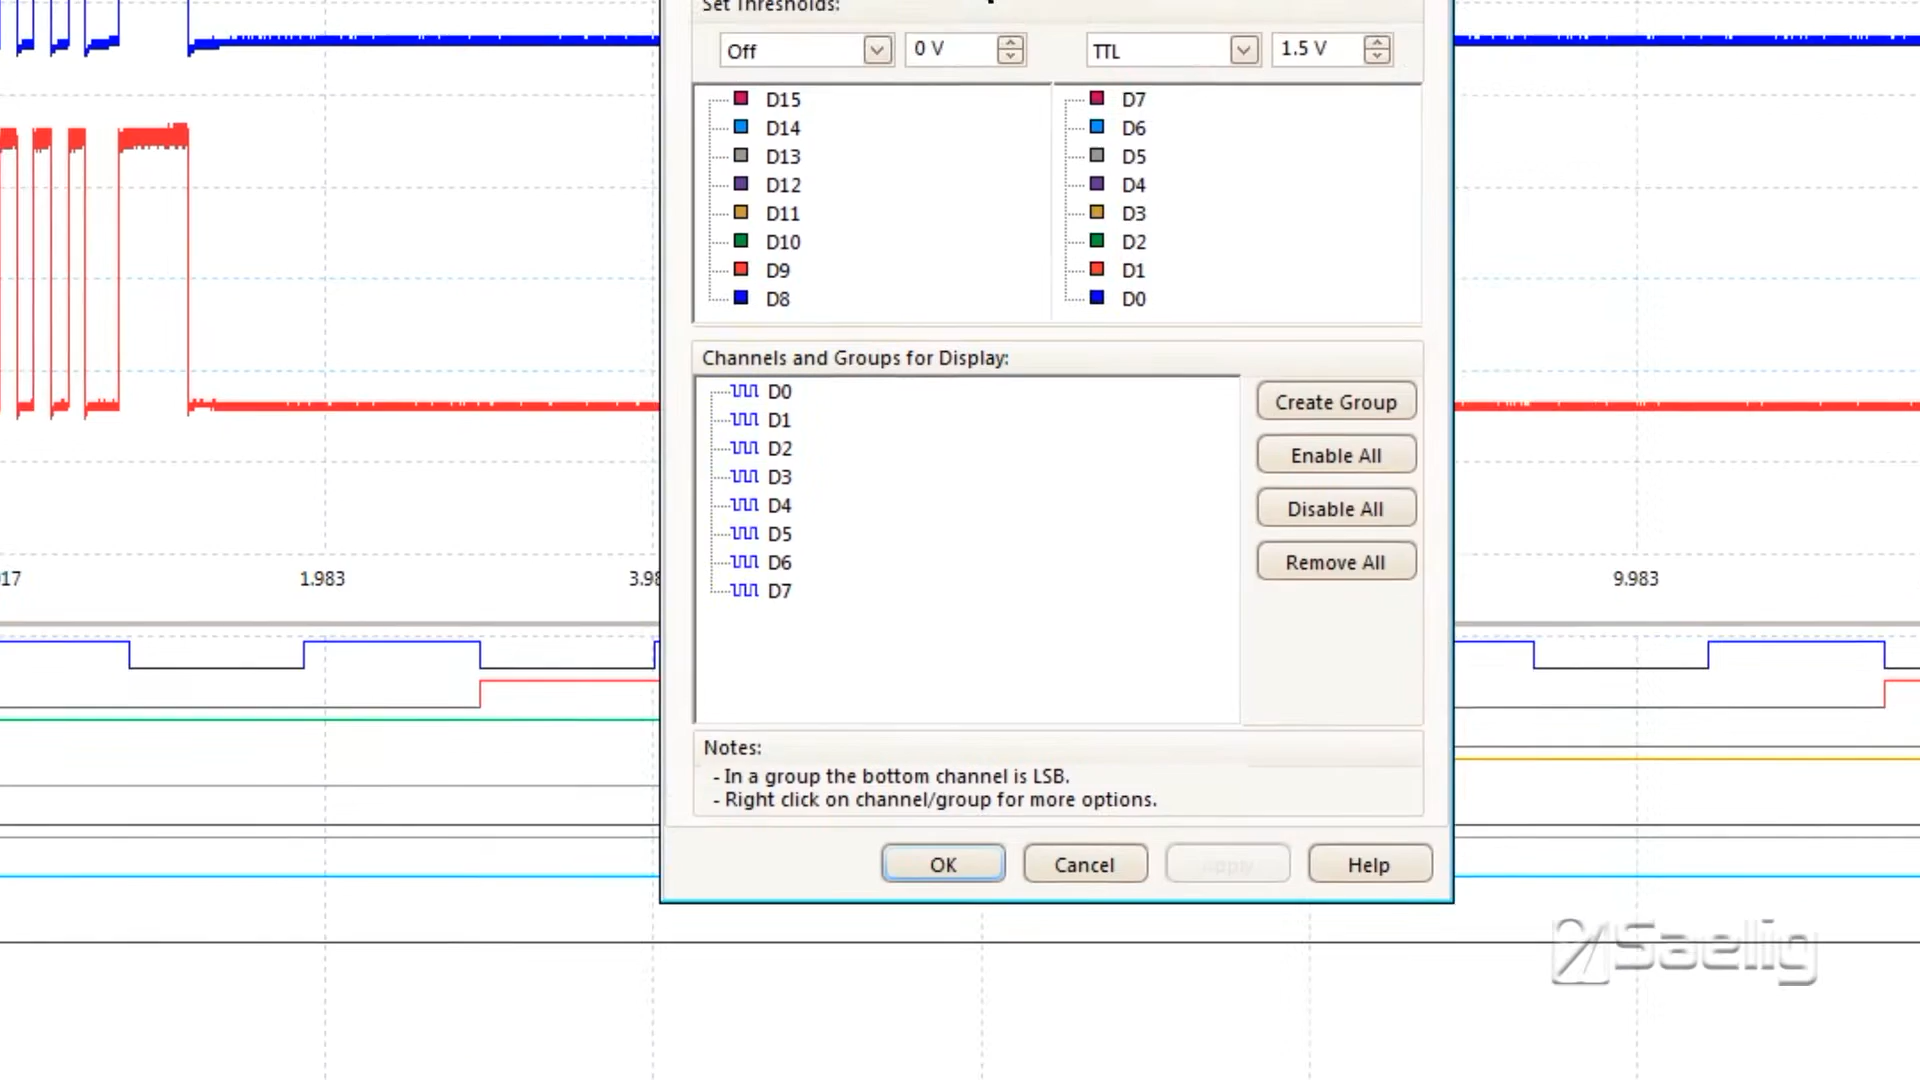 Set Thresholds:
Off 0 V TTL 1.5 V
D15 D7
D14 D6
D13 D5
D12 D4
D11 D3
D10 D2
D9 D1
D8 D0
Channels and Groups for Display:
D0
D1
D2
D3
D4
D5
D6
D7
Create Group
Enable All
Disable All
Remove All
17 1.983 3.98 9.983
Notes:
- In a group the bottom channel is LSB.
- Right click on channel/group for more options.
OK Cancel Apply Help
Saelig